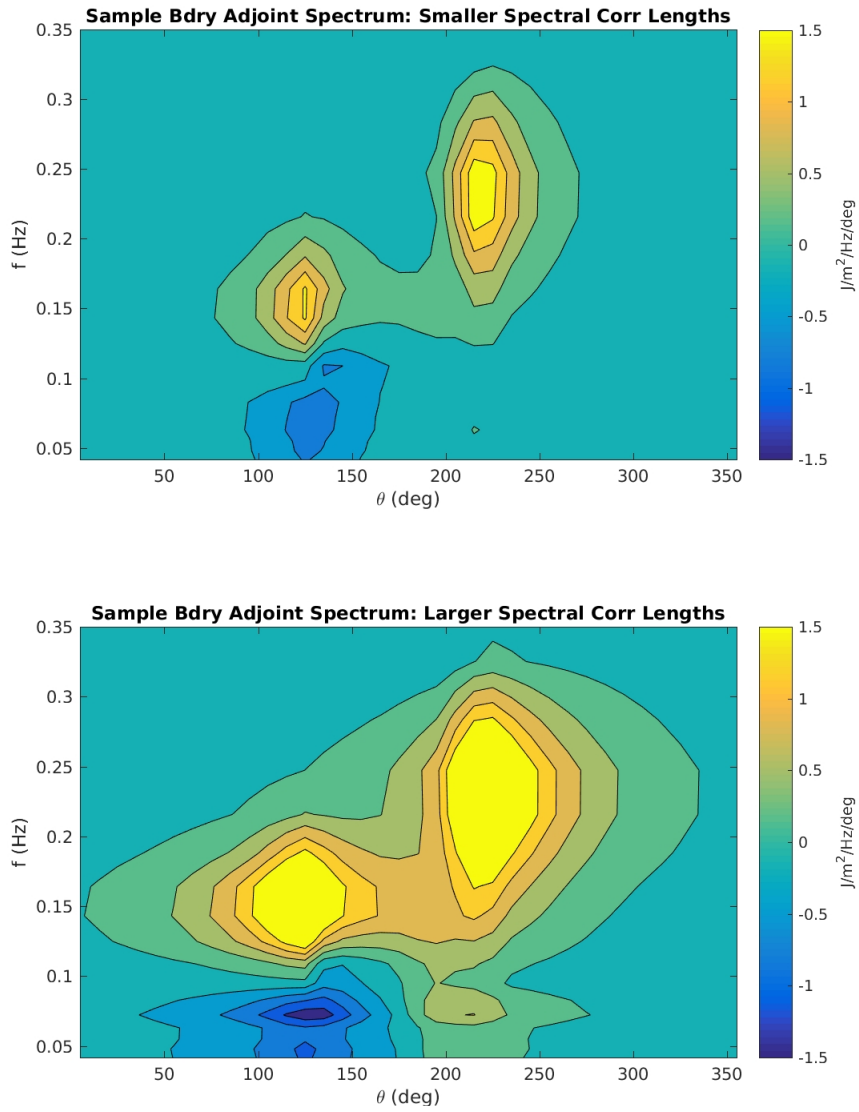 Sample Bdry Adjoint Spectrum: Smaller Spectral Corr Lengths
0.35
0.3
0.25
0.2
0.15
0.1
0.05
f (Hz)
50 100 150 200 250 300 350
θ (deg)
1.5
1
0.5
0
-0.5
-1
-1.5
J/m²/Hz/deg
Sample Bdry Adjoint Spectrum: Larger Spectral Corr Lengths
0.35
0.3
0.25
0.2
0.15
0.1
0.05
f (Hz)
50 100 150 200 250 300 350
θ (deg)
1.5
1
0.5
0
-0.5
-1
-1.5
J/m²/Hz/deg